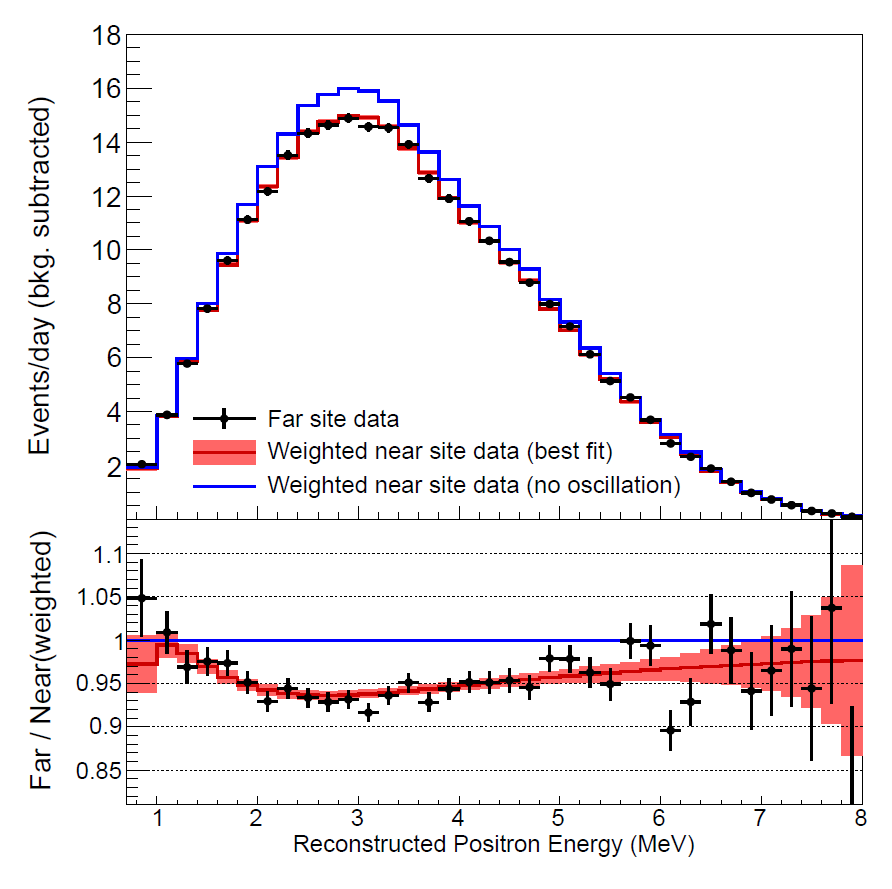 Events/day (bkg. subtracted)
18
16
14
12
10
8
6
4
2
Far site data
Weighted near site data (best fit)
Weighted near site data (no oscillation)
Far / Near(weighted)
1.1
1.05
1
0.95
0.9
0.85
1 2 3 4 5 6 7 8
Reconstructed Positron Energy (MeV)